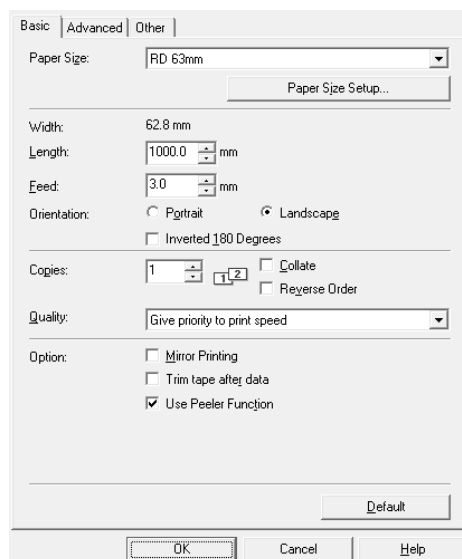 Basic Advanced Other
Paper Size: RD 63mm
Paper Size Setup...
Width: 62.8 mm
Length: 1000.0 mm
Feed: 3.0 mm
Orientation: Portrait Landscape
Inverted 180 Degrees
Copies: 1 1 2 Collate
Reverse Order
Quality: Give priority to print speed
Option: Mirror Printing
Trim tape after data
Use Peeler Function
Default
OK Cancel Help